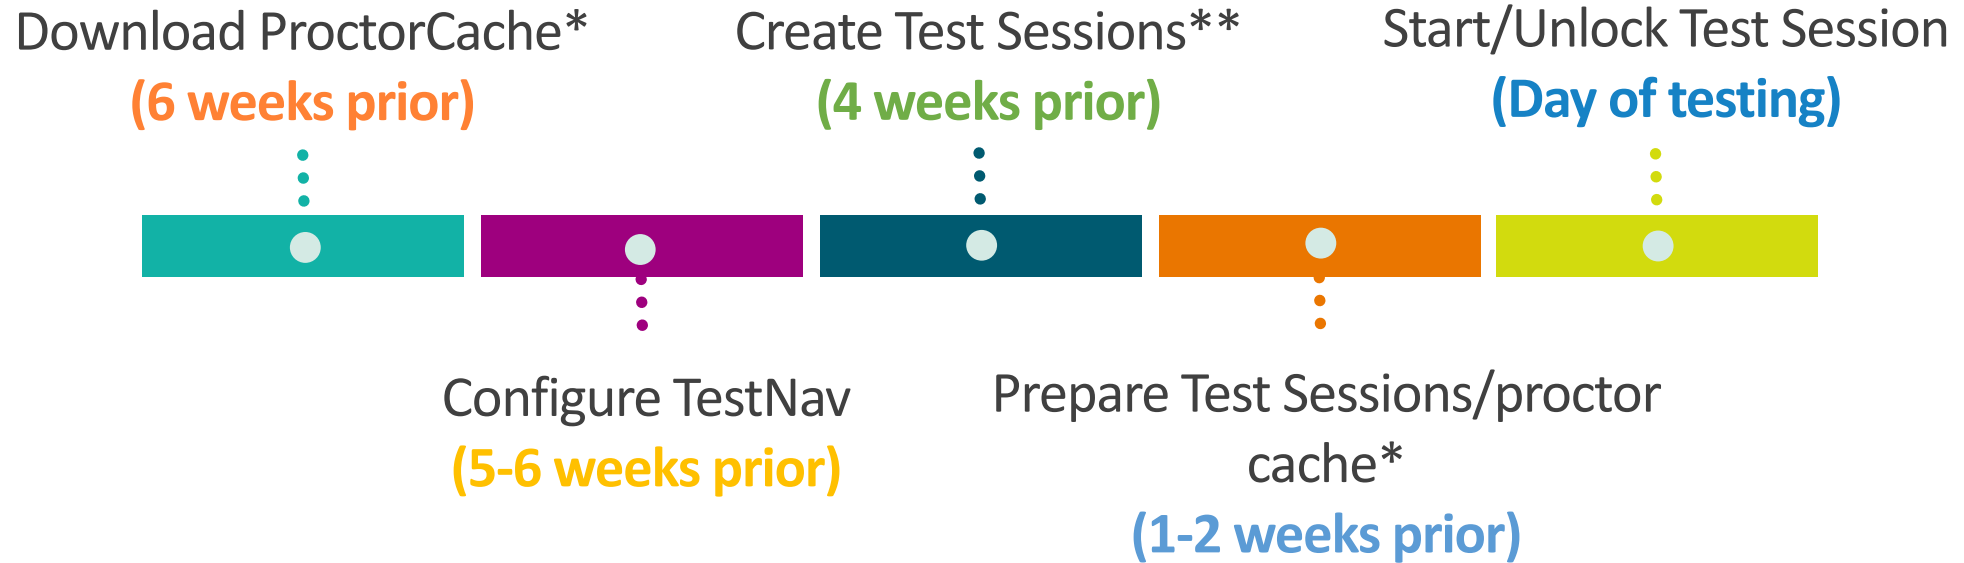 Download ProctorCache*
(6 weeks prior)
Configure TestNav
(5-6 weeks prior)
Create Test Sessions**
(4 weeks prior)
Prepare Test Sessions/proctor
cache*
(1-2 weeks prior)
Start/Unlock Test Session
(Day of testing)